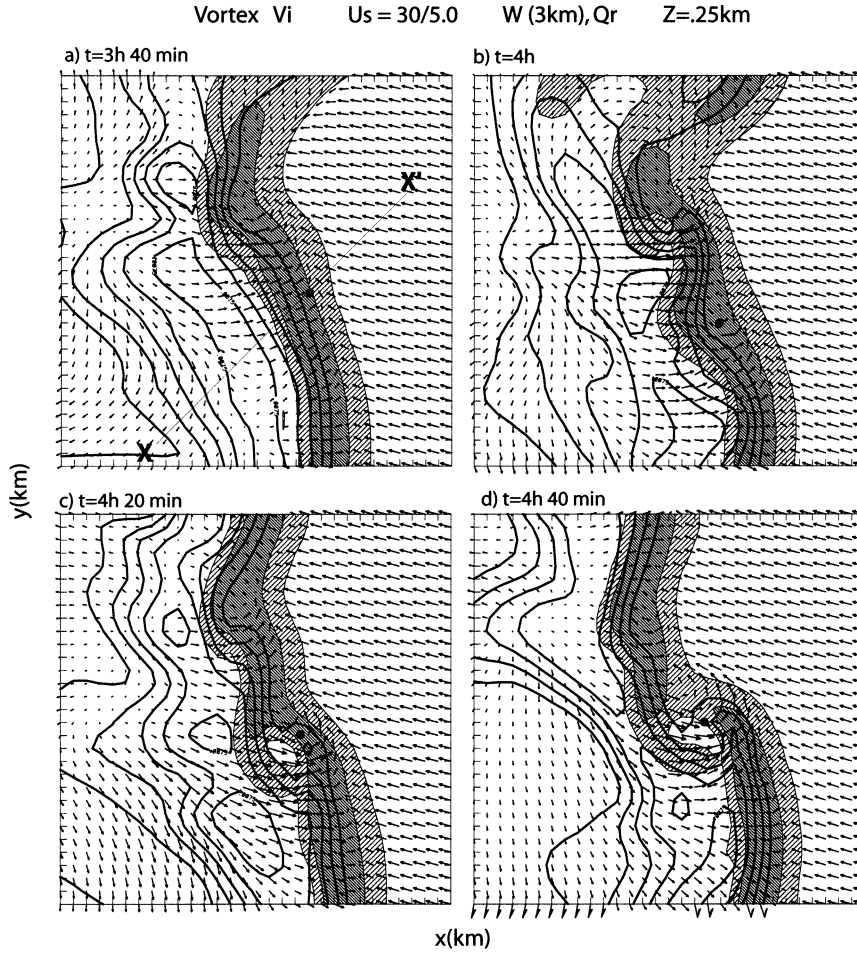 Vortex Vi Us = 30/5.0 W (3km), Qr Z=.25km
a) t=3h 40 min
b) t=4h
X'
X
y(km)
c) t=4h 20 min
d) t=4h 40 min
x(km)